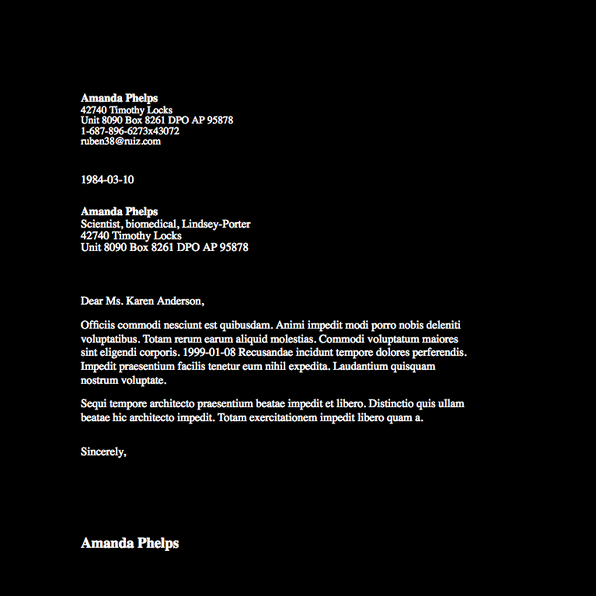 Amanda Phelps
42740 Timothy Locks
Unit 8090 Box 8261 DPO AP 95878
1-687-896-6273x43072
ruben38@ruiz.com
1984-03-10
Amanda Phelps
Scientist, biomedical, Lindsey-Porter
42740 Timothy Locks
Unit 8090 Box 8261 DPO AP 95878
Dear Ms. Karen Anderson,
Officiis commodi nesciunt est quibusdam. Animi impedit modi porro nobis deleniti
voluptatibus. Totam rerum earum aliquid molestias. Commodi voluptatum maiores
sint eligendi corporis. 1999-01-08 Recusandae incidunt tempore dolores perferendis.
Impedit praesentium facilis tenetur eum nihil expedita. Laudantium quisquam
nostrum voluptate.
Sequi tempore architecto praesentium beatae impedit et libero. Distinctio quis ullam
beatae hic architecto impedit. Totam exercitationem impedit libero quam a.
Sincerely,
Amanda Phelps